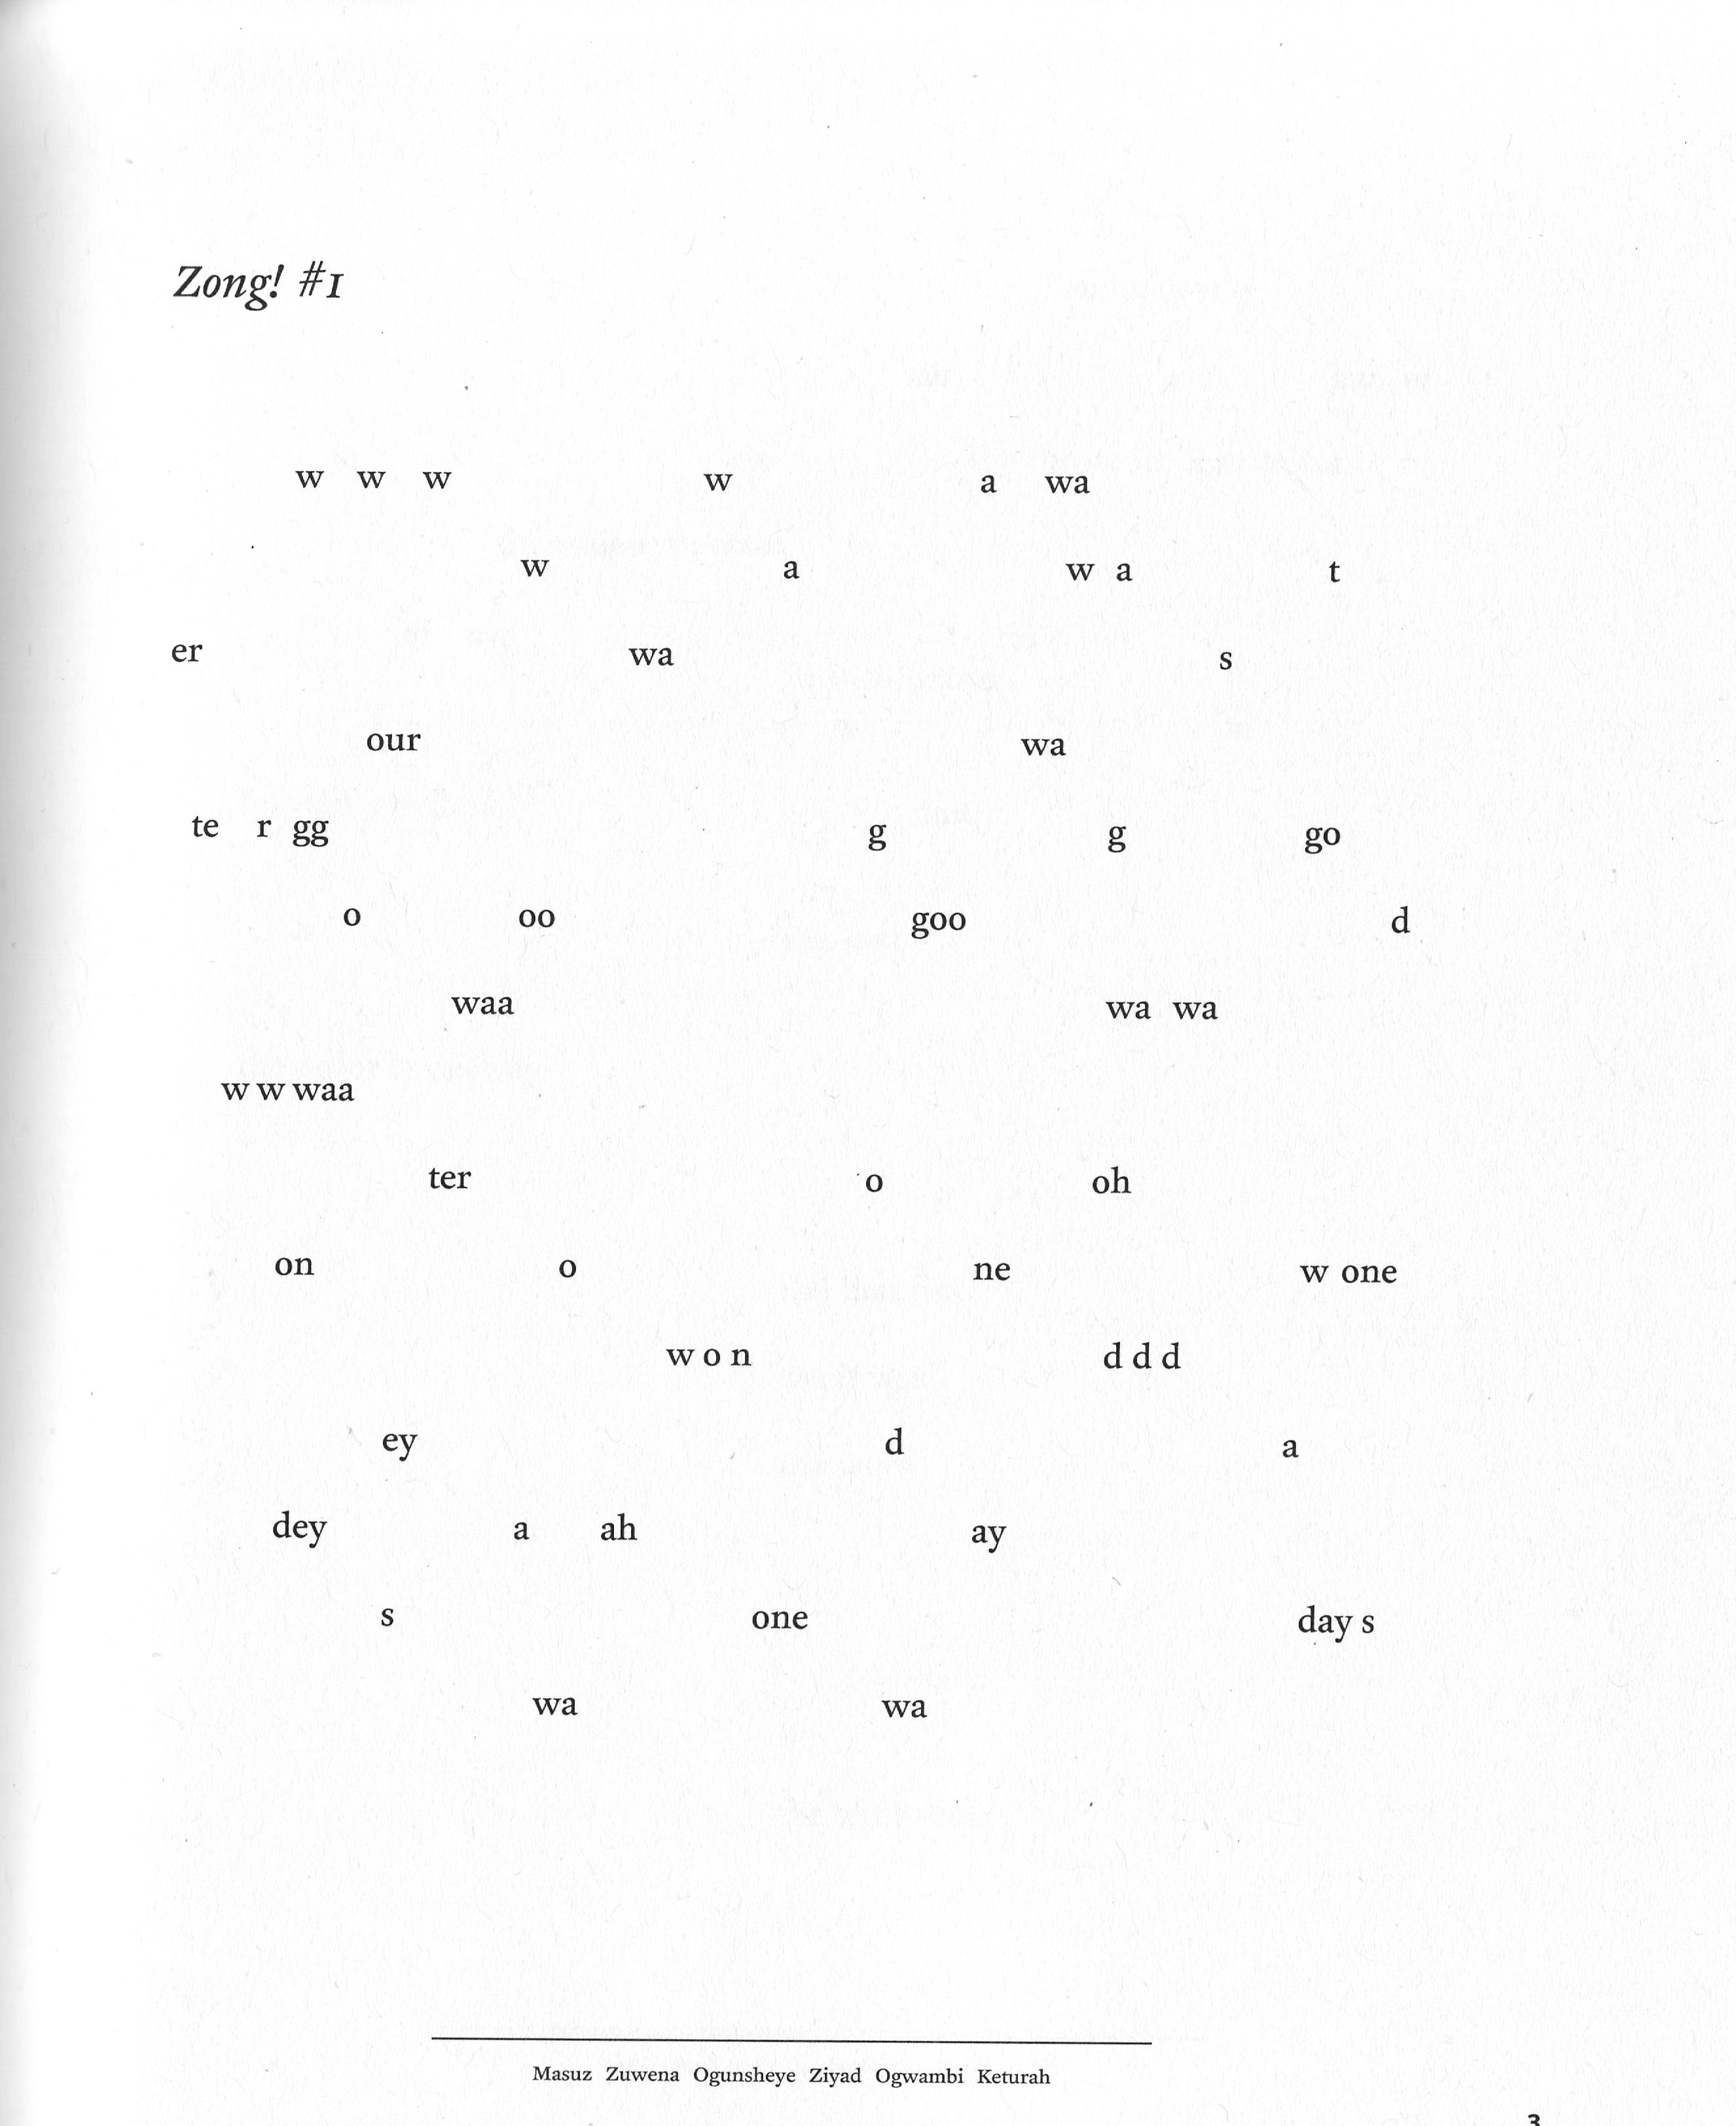 Zong! #1
w w w w a wa
w a w a t
er wa s
our wa
te r gg g g go
o oo goo d
waa wa wa
w w waa
ter o oh
on o ne w one
w o n d d d
ey d a
dey a ah ay
s one day s
wa wa
Masuz Zuwena Ogunsheye Ziyad Ogwambi Keturah
3